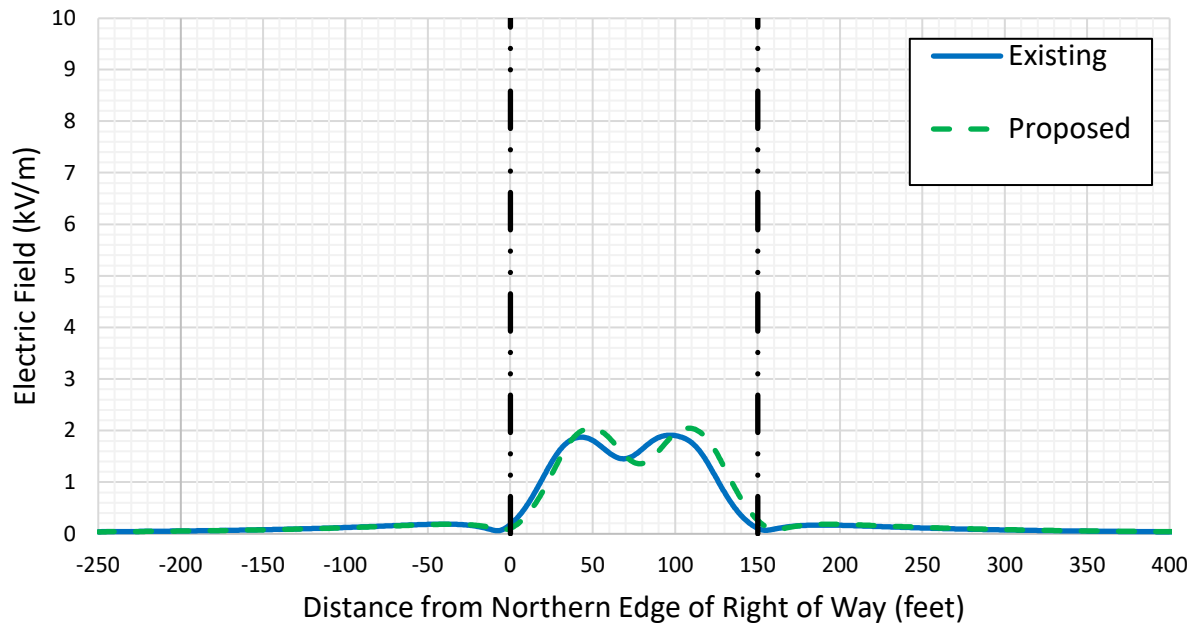 10
9
8
7
6
5
4
3
2
1
0
Electric Field (kV/m)
Existing
Proposed
-250 -200 -150 -100 -50 0 50 100 150 200 250 300 350 400
Distance from Northern Edge of Right of Way (feet)